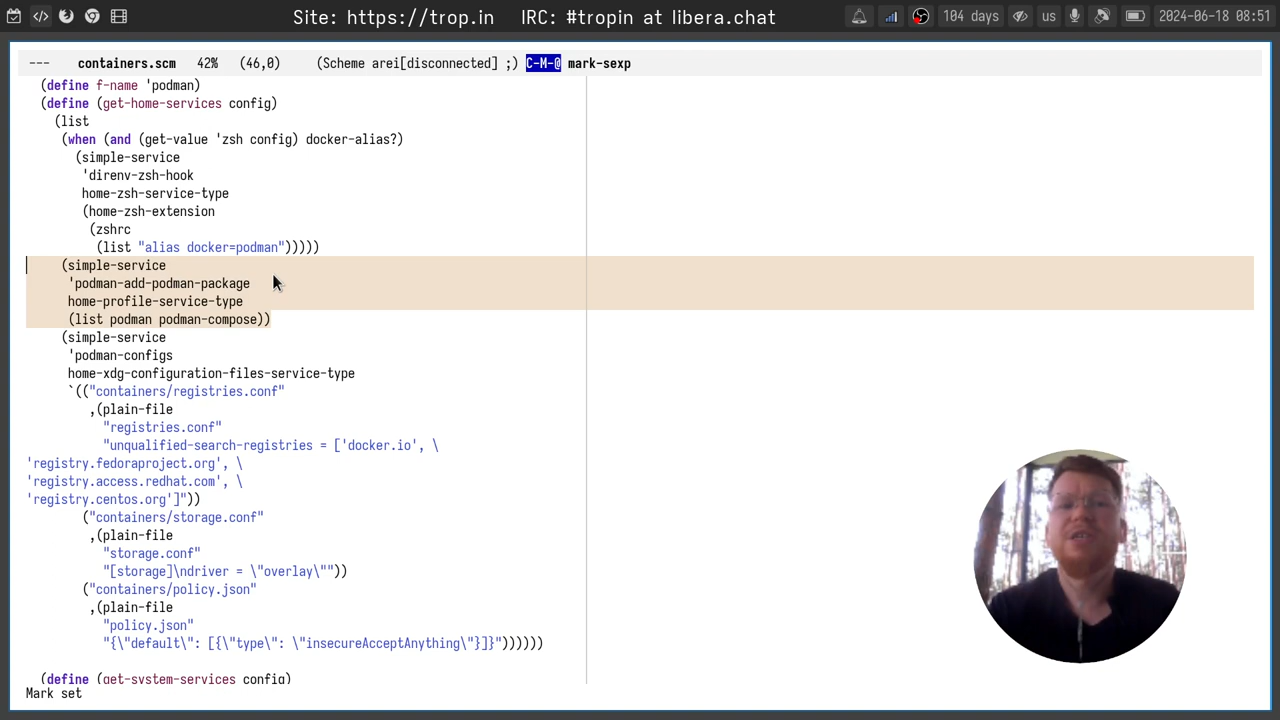 Site: https://trop.in IRC: #tropin at libera.chat 104 days us 2024-06-18 08:51
--- containers.scm 42% (46,0) (Scheme arei[disconnected] ;) C-M-@ mark-sexp
(define f-name 'podman)
(define (get-home-services config)
(list
(when (and (get-value 'zsh config) docker-alias?)
(simple-service
'direnv-zsh-hook
home-zsh-service-type
(home-zsh-extension
(zshrc
(list "alias docker=podman")))))
(simple-service
'podman-add-podman-package
home-profile-service-type
(list podman podman-compose))
(simple-service
'podman-configs
home-xdg-configuration-files-service-type
`(("containers/registries.conf"
,(plain-file
"registries.conf"
"unqualified-search-registries = ['docker.io', \
'registry.fedoraproject.org', \
'registry.access.redhat.com', \
'registry.centos.org']"))
("containers/storage.conf"
,(plain-file
"storage.conf"
"[storage]\ndriver = \"overlay\""))
("containers/policy.json"
,(plain-file
"policy.json"
"{\"default\": [{\"type\": \"insecureAcceptAnything\"}]}"))))))
(define (get-system-services config)
Mark set